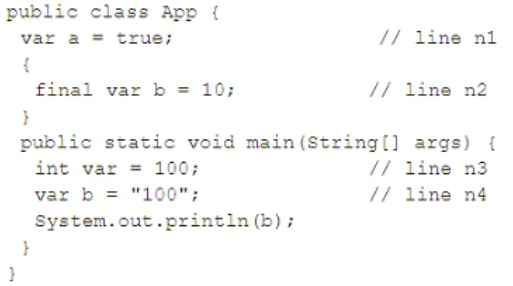 public class App {
var a = true; // line n1
{
final var b = 10; // line n2
}
public static void main(String[] args) {
int var = 100; // line n3
var b = "100"; // line n4
System.out.println(b);
}
}